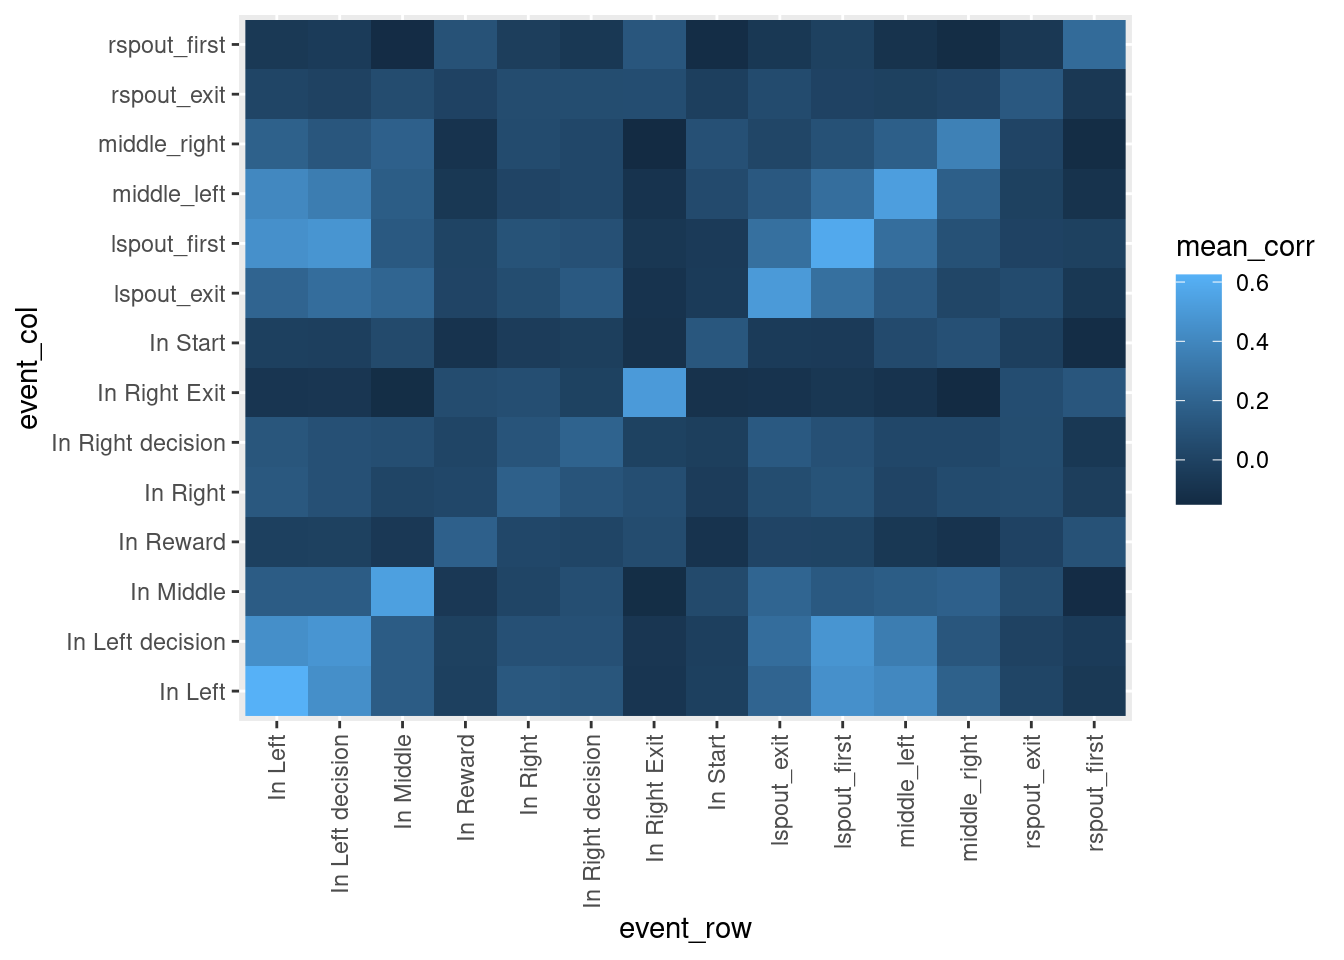 rspout_first
rspout_exit
middle_right
middle_left
lspout_first
lspout_exit
In Start
In Right Exit
In Right decision
In Right
In Reward
In Middle
In Left decision
In Left
event_col
In Left
In Left decision
In Middle
In Reward
In Right
In Right decision
In Right Exit
In Start
lspout_exit
lspout_first
middle_left
middle_right
rspout_exit
rspout_first
event_row
mean_corr
0.6
0.4
0.2
0.0